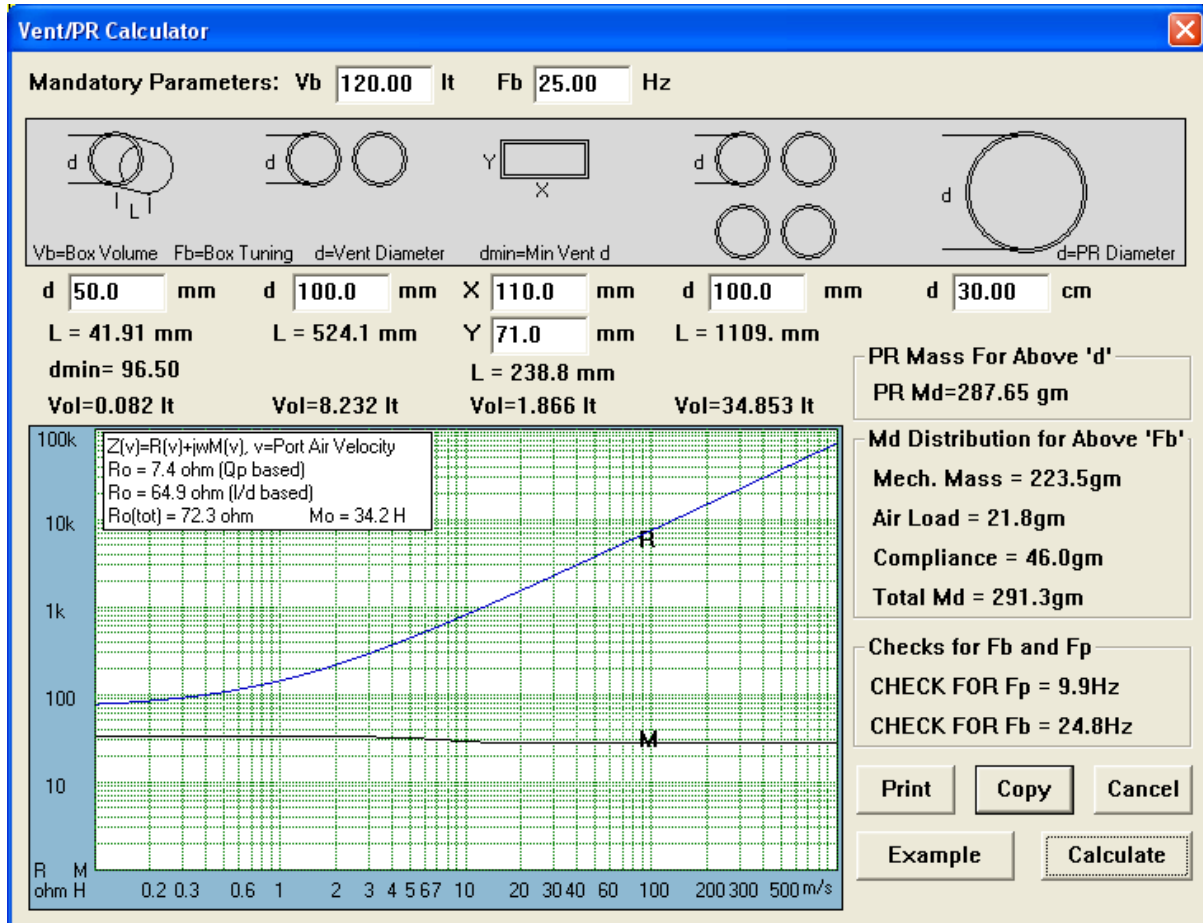 Vent/PR Calculator
Mandatory Parameters: Vb 120.00 lt Fb 25.00 Hz
d d Y d d
L X
Vb=Box Volume Fb=Box Tuning d=Vent Diameter dmin=Min Vent d d=PR Diameter
d 50.0 mm d 100.0 mm X 110.0 mm d 100.0 mm d 30.00 cm
L = 41.91 mm L = 524.1 mm Y 71.0 mm L = 1109. mm
dmin= 96.50 L = 238.8 mm
Vol=0.082 lt Vol=8.232 lt Vol=1.866 lt Vol=34.853 lt
PR Mass For Above 'd'
PR Md=287.65 gm
Md Distribution for Above 'Fb'
Mech. Mass = 223.5gm
Air Load = 21.8gm
Compliance = 46.0gm
Total Md = 291.3gm
Checks for Fb and Fp
CHECK FOR Fp = 9.9Hz
CHECK FOR Fb = 24.8Hz
Print Copy Cancel
Example Calculate
Z(v)=R(v)+jwM(v), v=Port Air Velocity
Ro = 7.4 ohm (Qp based)
Ro = 64.9 ohm (l/d based)
Ro(tot) = 72.3 ohm Mo = 34.2 H
100k
10k
1k
100
10
R
M
R M
ohm H 0.2 0.3 0.6 1 2 3 4 5 6 7 10 20 30 40 60 100 200 300 500 m/s